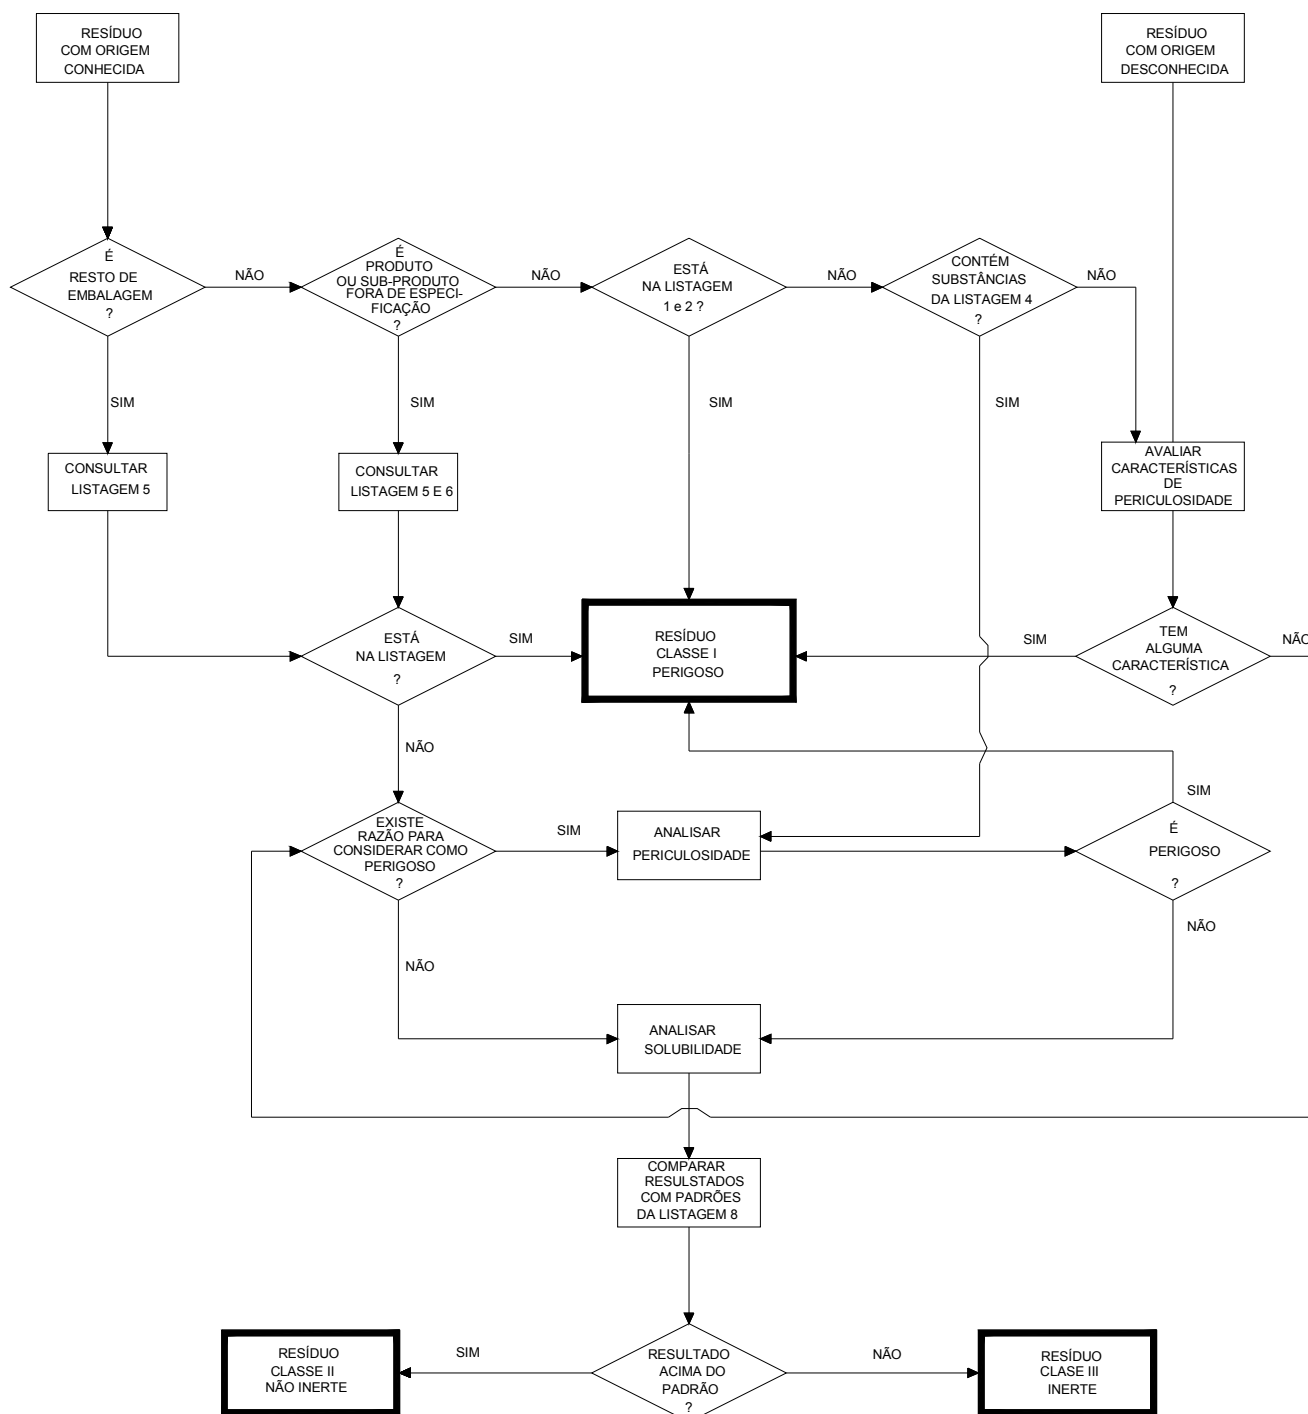 RESÍDUO
COM ORIGEM
CONHECIDA
RESÍDUO
COM ORIGEM
DESCONHECIDA
É
RESTO DE
EMBALAGEM
?
NÃO
É
PRODUTO
OU SUB-PRODUTO
FORA DE ESPECI-
FICAÇÃO
?
NÃO
ESTÁ
NA LISTAGEM
1 e 2 ?
NÃO
CONTÉM
SUBSTÂNCIAS
DA LISTAGEM 4
?
NÃO
SIM
SIM
SIM
SIM
CONSULTAR
LISTAGEM 5
CONSULTAR
LISTAGEM 5 E 6
AVALIAR
CARACTERÍSTICAS
DE
PERICULOSIDADE
ESTÁ
NA LISTAGEM
?
SIM
RESÍDUO
CLASSE I
PERIGOSO
SIM
TEM
ALGUMA
CARACTERÍSTICA
?
NÃO
NÃO
EXISTE
RAZÃO PARA
CONSIDERAR COMO
PERIGOSO
?
SIM
ANALISAR
PERICULOSIDADE
SIM
É
PERIGOSO
?
NÃO
NÃO
ANALISAR
SOLUBILIDADE
COMPARAR
RESULSTADOS
COM PADRÕES
DA LISTAGEM 8
RESÍDUO
CLASSE II
NÃO INERTE
SIM
RESULTADO
ACIMA DO
PADRÃO
?
NÃO
RESÍDUO
CLASE III
INERTE